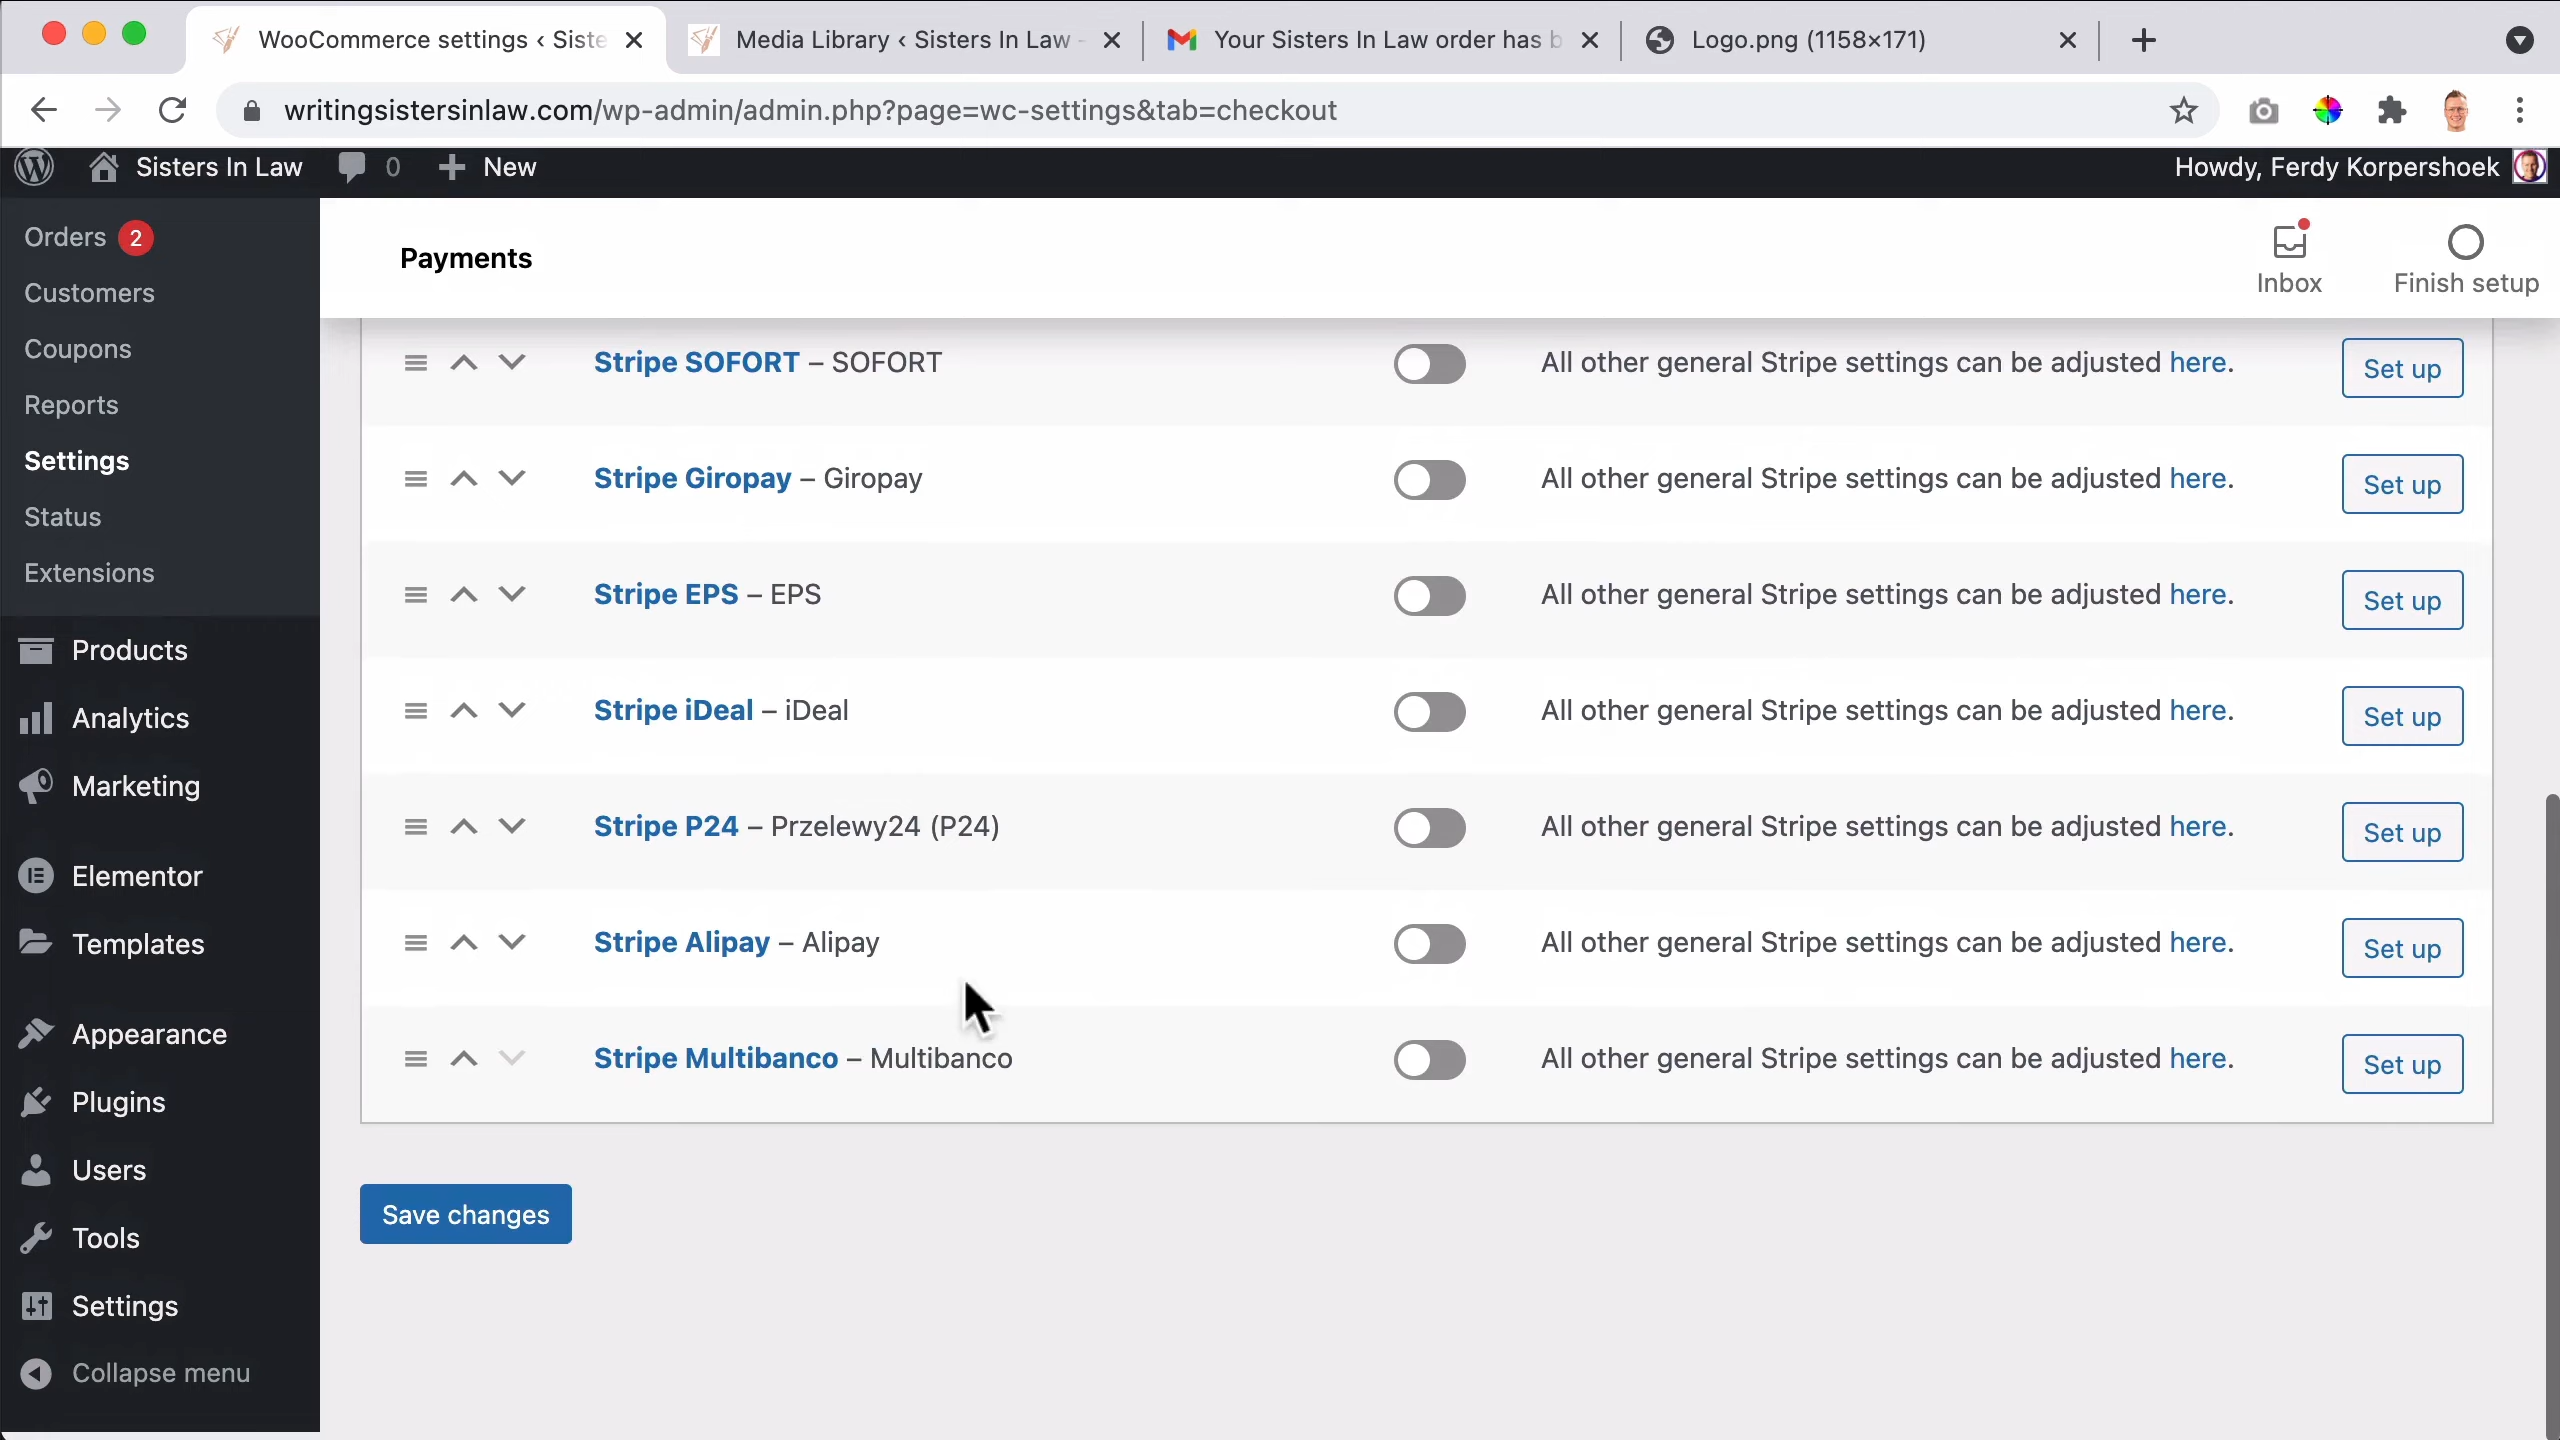 WooCommerce settings ‹ Siste
Media Library ‹ Sisters In Law -
Your Sisters In Law order has b
Logo.png (1158×171)
writingsistersinlaw.com/wp-admin/admin.php?page=wc-settings&tab=checkout
Sisters In Law 0 New
Howdy, Ferdy Korpershoek
Orders 2
Customers
Coupons
Reports
Settings
Status
Extensions
Products
Analytics
Marketing
Elementor
Templates
Appearance
Plugins
Users
Tools
Settings
Collapse menu
Payments
Inbox
Finish setup
Stripe SOFORT – SOFORT All other general Stripe settings can be adjusted here. Set up
Stripe Giropay – Giropay All other general Stripe settings can be adjusted here. Set up
Stripe EPS – EPS All other general Stripe settings can be adjusted here. Set up
Stripe iDeal – iDeal All other general Stripe settings can be adjusted here. Set up
Stripe P24 – Przelewy24 (P24) All other general Stripe settings can be adjusted here. Set up
Stripe Alipay – Alipay All other general Stripe settings can be adjusted here. Set up
Stripe Multibanco – Multibanco All other general Stripe settings can be adjusted here. Set up
Save changes